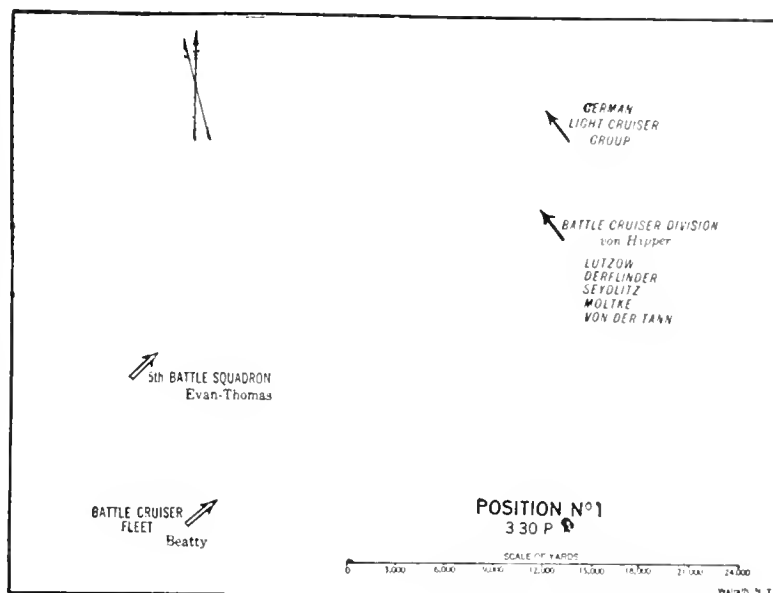 GERMAN
LIGHT CRUISER
GROUP
BATTLE CRUISER DIVISION
von Hipper
LUTZOW
DERFLINDER
SEYDLITZ
MOLTKE
VON DER TANN
5th BATTLE SQUADRON
Evan-Thomas
BATTLE CRUISER
FLEET
Beatty
POSITION Nº1
3 30 P
SCALE OF YARDS
0 3,000 6,000 9,000 12,000 15,000 18,000 21,000 24,000